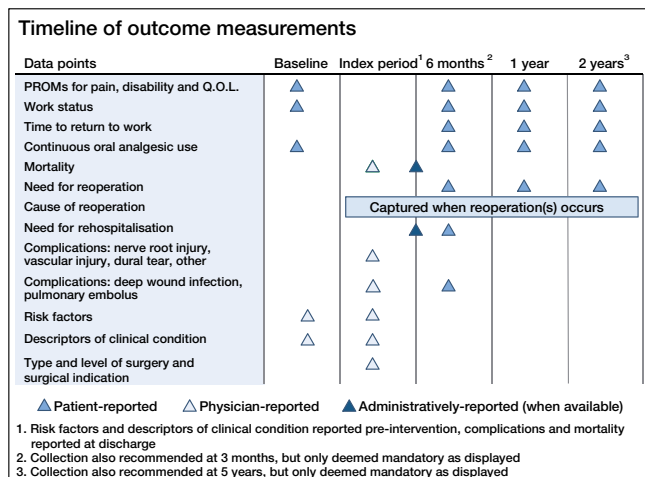 Timeline of outcome measurements
Data points Baseline Index period¹ 6 months² 1 year 2 years³
PROMs for pain, disability and Q.O.L.
Work status
Time to return to work
Continuous oral analgesic use
Mortality
Need for reoperation
Cause of reoperation Captured when reoperation(s) occurs
Need for rehospitalisation
Complications: nerve root injury,
vascular injury, dural tear, other
Complications: deep wound infection,
pulmonary embolus
Risk factors
Descriptors of clinical condition
Type and level of surgery and
surgical indication
Patient-reported Physician-reported Administratively-reported (when available)
1. Risk factors and descriptors of clinical condition reported pre-intervention, complications and mortality
reported at discharge
2. Collection also recommended at 3 months, but only deemed mandatory as displayed
3. Collection also recommended at 5 years, but only deemed mandatory as displayed